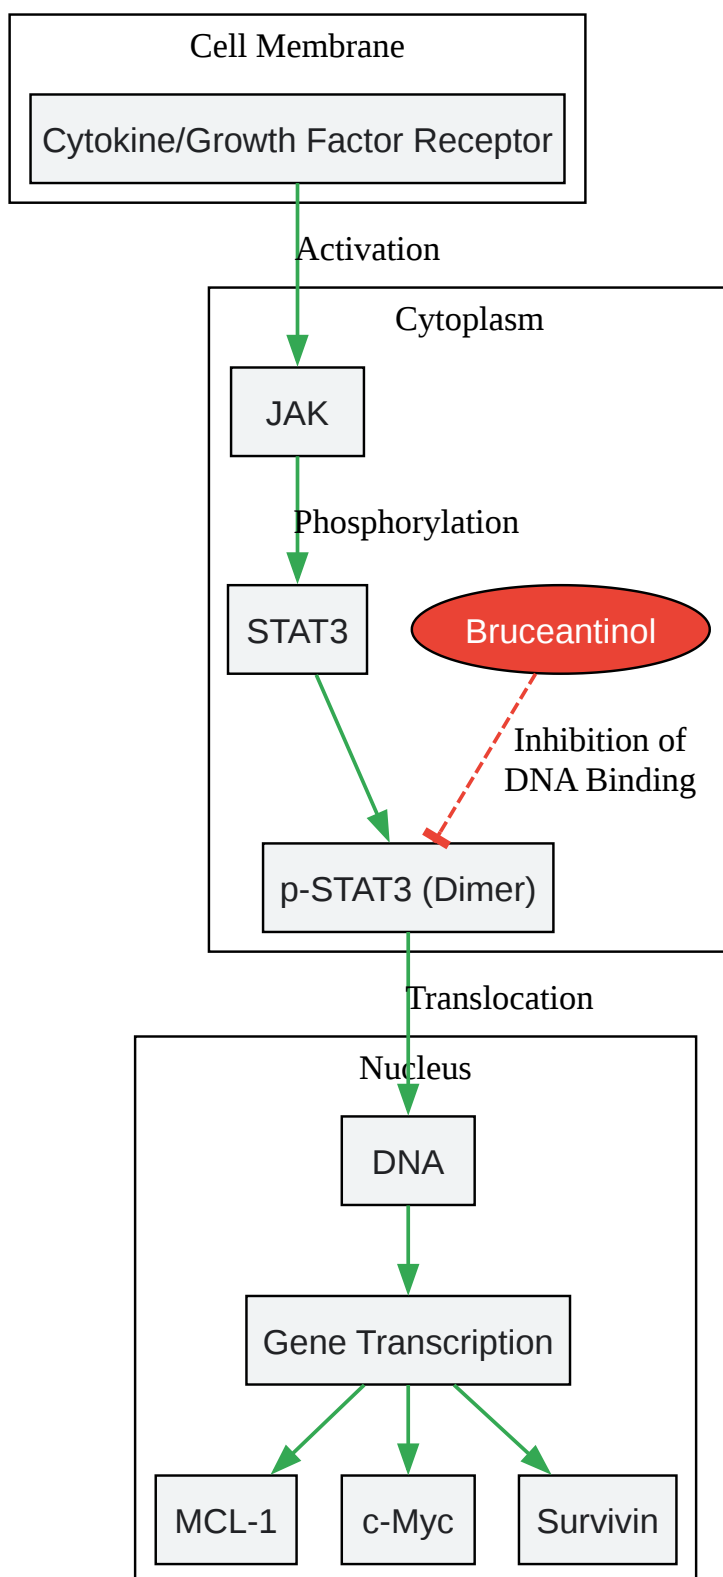 Cell Membrane
Cytokine/Growth Factor Receptor
Activation
Cytoplasm
JAK
Phosphorylation
STAT3
Bruceantinol
Inhibition of
DNA Binding
p-STAT3 (Dimer)
Translocation
Nucleus
DNA
Gene Transcription
MCL-1
c-Myc
Survivin